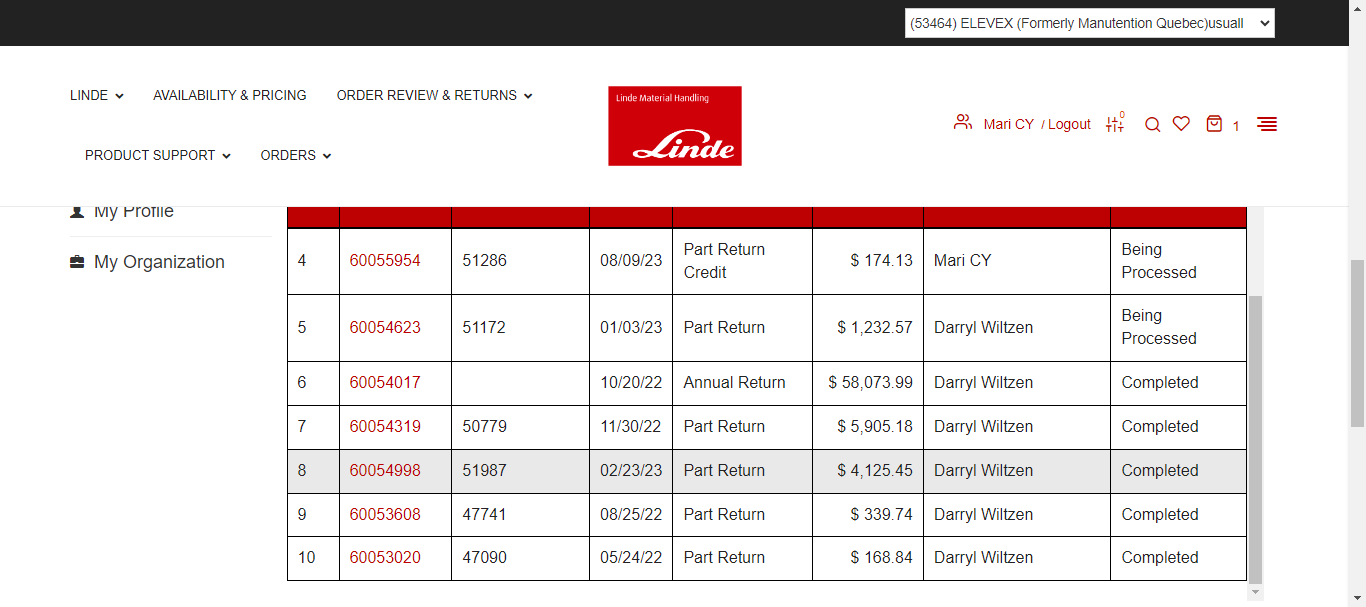 (53464) ELEVEX (Formerly Manutention Quebec)usuall
LINDE AVAILABILITY & PRICING ORDER REVIEW & RETURNS
PRODUCT SUPPORT ORDERS
Linde Material Handling
Linde
Mari CY / Logout 0 1
My Profile
My Organization
4 60055954 51286 08/09/23 Part Return Credit $ 174.13 Mari CY Being Processed
5 60054623 51172 01/03/23 Part Return $ 1,232.57 Darryl Wiltzen Being Processed
6 60054017 10/20/22 Annual Return $ 58,073.99 Darryl Wiltzen Completed
7 60054319 50779 11/30/22 Part Return $ 5,905.18 Darryl Wiltzen Completed
8 60054998 51987 02/23/23 Part Return $ 4,125.45 Darryl Wiltzen Completed
9 60053608 47741 08/25/22 Part Return $ 339.74 Darryl Wiltzen Completed
10 60053020 47090 05/24/22 Part Return $ 168.84 Darryl Wiltzen Completed